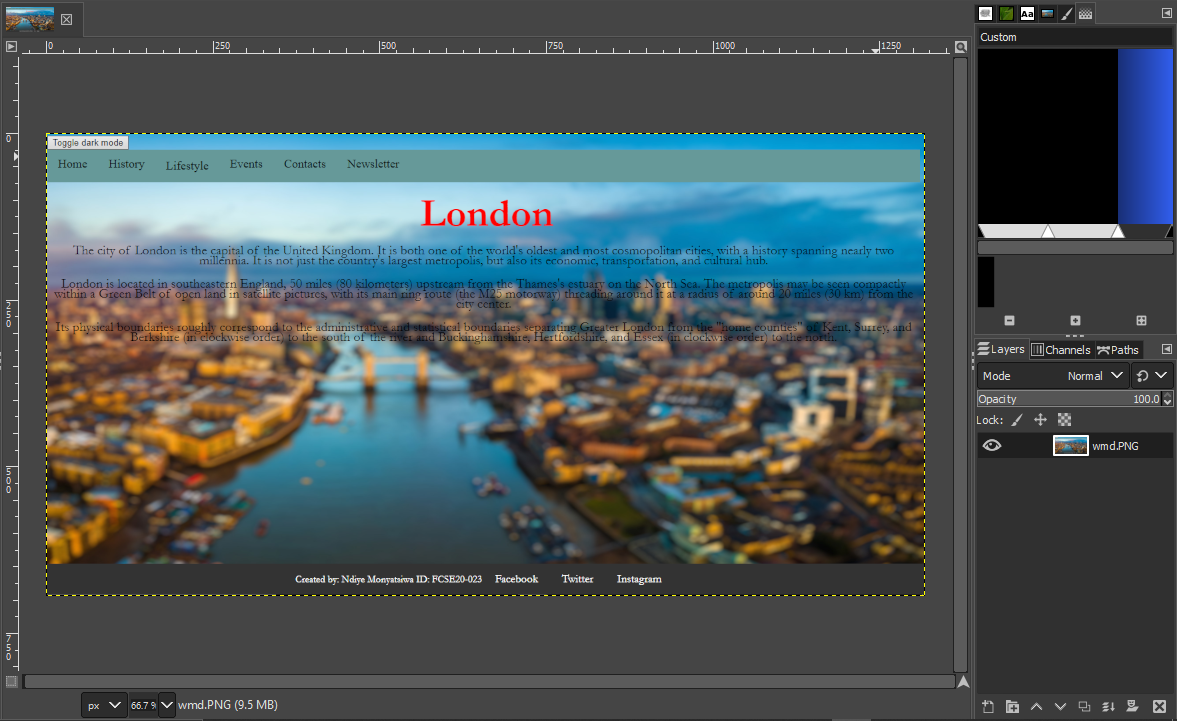 Custom
0 250 500 750 1000 1250
0
250
500
750
Toggle dark mode
Home History Lifestyle Events Contacts Newsletter
London
The city of London is the capital of the United Kingdom. It is both one of the world's oldest and most cosmopolitan cities, with a history spanning nearly two
millennia. It is not just the country's largest metropolis, but also its economic, transportation, and cultural hub.
London is located in southeastern England, 50 miles (80 kilometers) upstream from the Thames's estuary on the North Sea. The metropolis may be seen compactly
within a Green Belt of open land in satellite pictures, with its main ring route (the M25 motorway) threading around it at a radius of around 20 miles (30 km) from the
city center.
Its physical boundaries roughly correspond to the administrative and statistical boundaries separating Greater London from the "home counties" of Kent, Surrey, and
Berkshire (in clockwise order) to the south of the river and Buckinghamshire, Hertfordshire, and Essex (in clockwise order) to the north.
Created by: Ndiye Monyatsiwa ID: FCSE20-023 Facebook Twitter Instagram
px 66.7 % wmd.PNG (9.5 MB)
Aa
Layers Channels Paths
Mode Normal
Opacity 100.0
Lock:
wmd.PNG